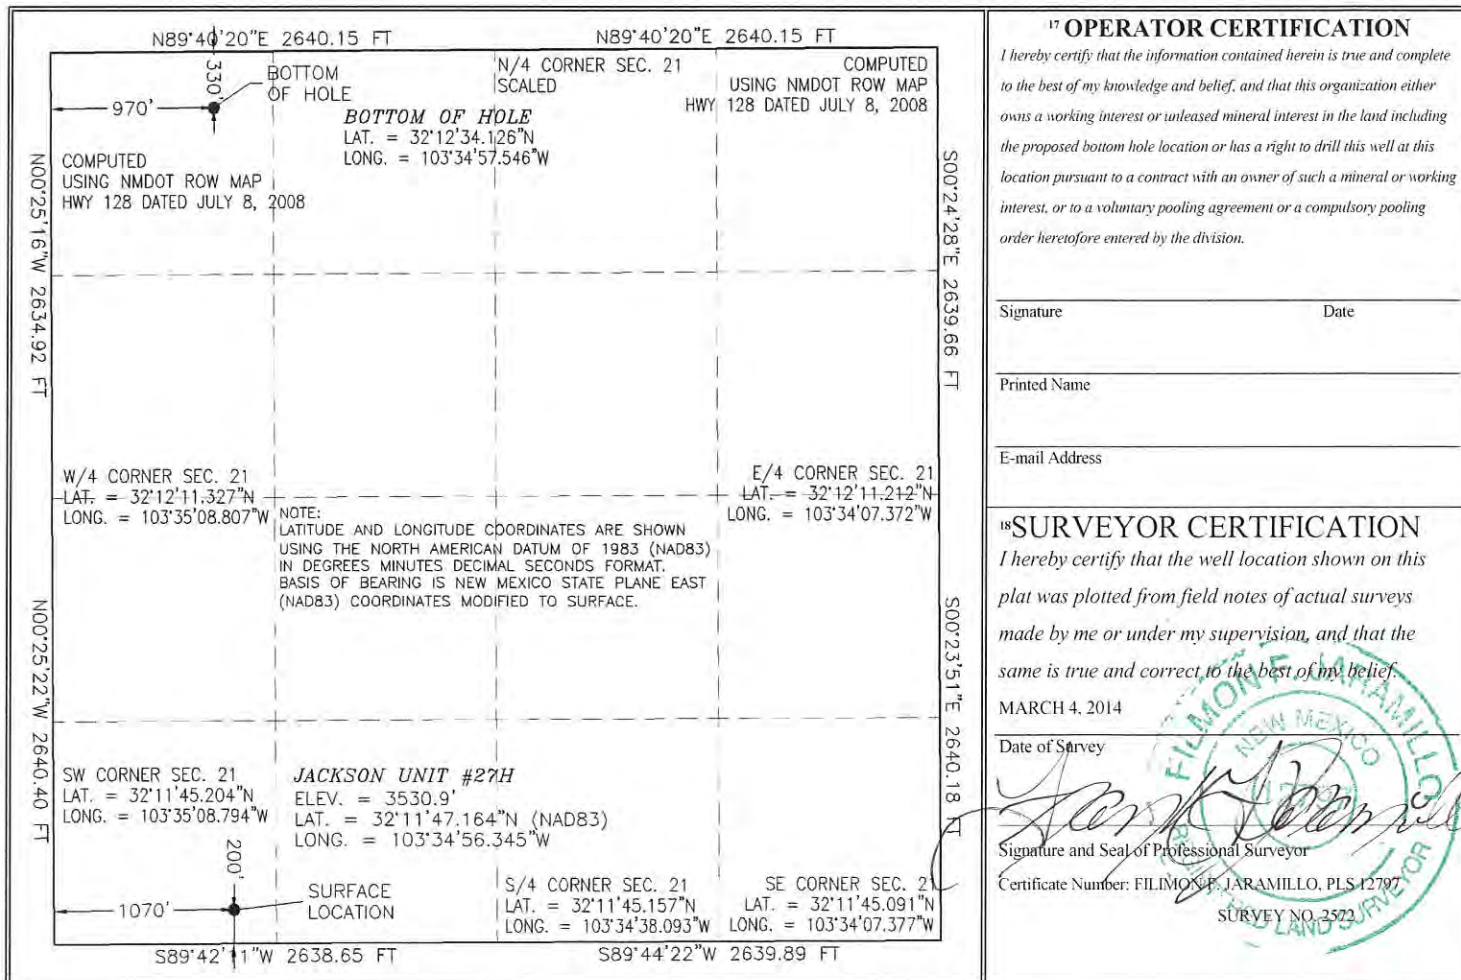 N89°40'20"E 2640.15 FT
N89°40'20"E 2640.15 FT
330'
BOTTOM
OF HOLE
970'
BOTTOM OF HOLE
LAT. = 32°12'34.126"N
LONG. = 103°34'57.546"W
N/4 CORNER SEC. 21
SCALED
COMPUTED
USING NMDOT ROW MAP
HWY 128 DATED JULY 8, 2008
COMPUTED
USING NMDOT ROW MAP
HWY 128 DATED JULY 8, 2008
N00°25'16"W 2634.92 FT
S00°24'28"E 2639.66 FT
W/4 CORNER SEC. 21
LAT. = 32°12'11.327"N
LONG. = 103°35'08.807"W
E/4 CORNER SEC. 21
LAT. = 32°12'11.212"N
LONG. = 103°34'07.372"W
NOTE:
LATITUDE AND LONGITUDE COORDINATES ARE SHOWN
USING THE NORTH AMERICAN DATUM OF 1983 (NAD83)
IN DEGREES MINUTES DECIMAL SECONDS FORMAT.
BASIS OF BEARING IS NEW MEXICO STATE PLANE EAST
(NAD83) COORDINATES MODIFIED TO SURFACE.
N00°25'22"W 2640.40 FT
S00°23'51"E 2640.18 FT
SW CORNER SEC. 21
LAT. = 32°11'45.204"N
LONG. = 103°35'08.794"W
JACKSON UNIT #27H
ELEV. = 3530.9'
LAT. = 32°11'47.164"N (NAD83)
LONG. = 103°34'56.345"W
200'
1070'
SURFACE
LOCATION
S/4 CORNER SEC. 21
LAT. = 32°11'45.157"N
LONG. = 103°34'38.093"W
SE CORNER SEC. 21
LAT. = 32°11'45.091"N
LONG. = 103°34'07.377"W
S89°42'11"W 2638.65 FT
S89°44'22"W 2639.89 FT
17 OPERATOR CERTIFICATION
I hereby certify that the information contained herein is true and complete
to the best of my knowledge and belief, and that this organization either
owns a working interest or unleased mineral interest in the land including
the proposed bottom hole location or has a right to drill this well at this
location pursuant to a contract with an owner of such a mineral or working
interest, or to a voluntary pooling agreement or a compulsory pooling
order heretofore entered by the division.
Signature Date
Printed Name
E-mail Address
18 SURVEYOR CERTIFICATION
I hereby certify that the well location shown on this
plat was plotted from field notes of actual surveys
made by me or under my supervision, and that the
same is true and correct to the best of my belief.
MARCH 4, 2014
Date of Survey
FILIMON F. JARAMILLO
NEW MEXICO
LAND SURVEYOR
Signature and Seal of Professional Surveyor
Certificate Number: FILIMON F. JARAMILLO, PLS 12797
SURVEY NO. 2572